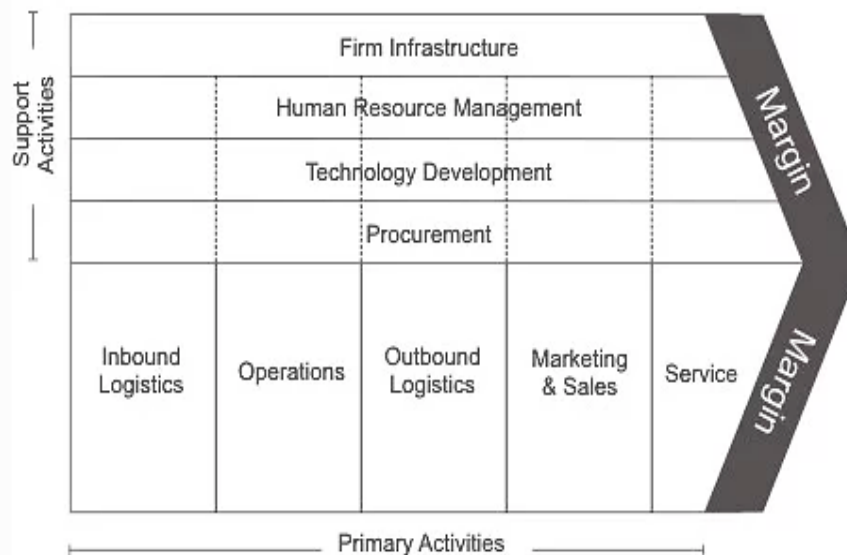 Support
Activities
Firm Infrastructure
Human Resource Management
Technology Development
Procurement
Margin
Inbound
Logistics
Operations
Outbound
Logistics
Marketing
& Sales
Service
Margin
Primary Activities